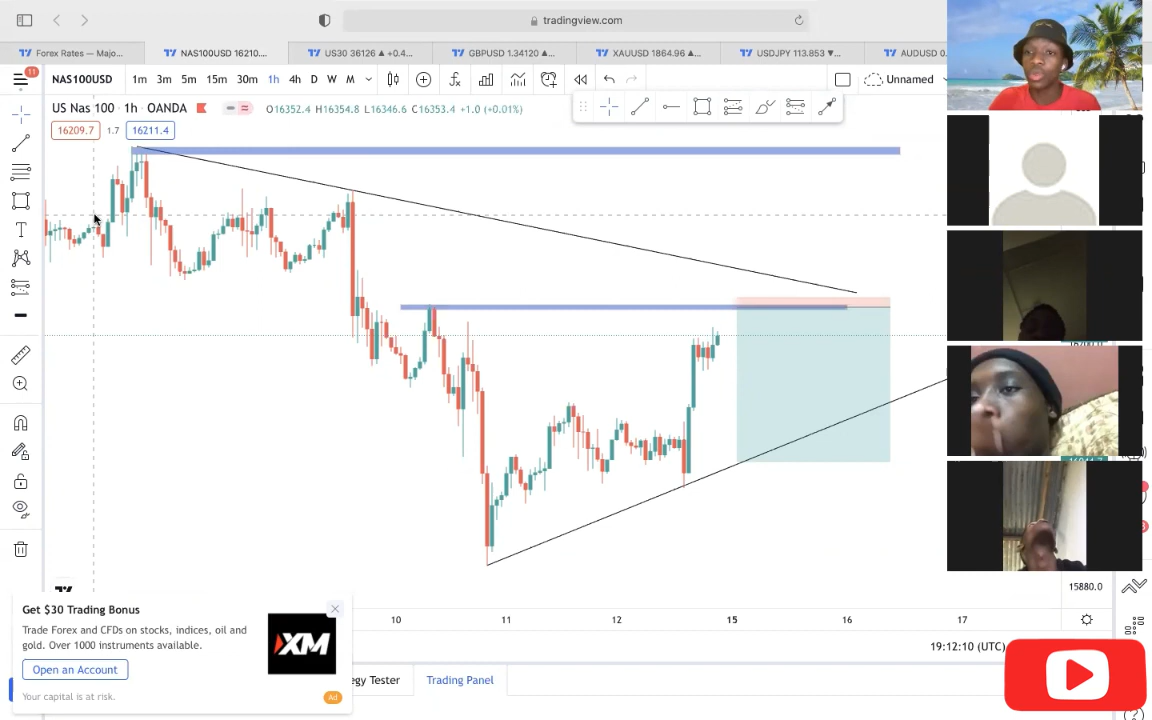 tradingview.com
Forex Rates — Majo...
NAS100USD 16210....
US30 36126 ▲ +0.4...
GBPUSD 1.34120 ▲...
XAUUSD 1864.96 ▲...
USDJPY 113.853 ▼...
AUDUSD 0.
11
NAS100USD
1m 3m 5m 15m 30m 1h 4h D W M
Unnamed
US Nas 100 · 1h · OANDA
O16352.4 H16354.8 L16346.6 C16353.4 +1.0 (+0.01%)
16209.7 1.7 16211.4
15880.0
10 11 12 15 16 17
19:12:10 (UTC)
Get $30 Trading Bonus
Trade Forex and CFDs on stocks, indices, oil and
gold. Over 1000 instruments available.
XM
Open an Account
Your capital is at risk.
Ad
egy Tester
Trading Panel